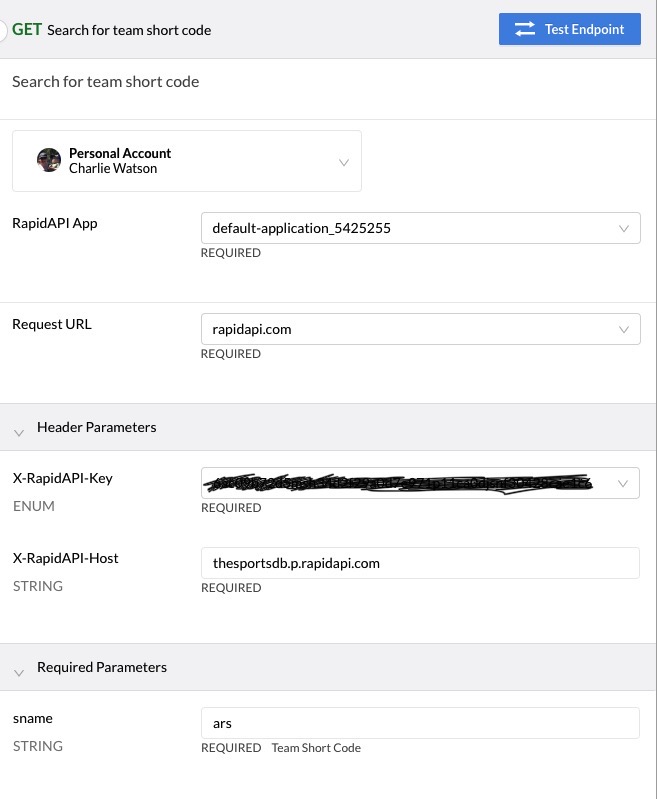 GET Search for team short code
Test Endpoint
Search for team short code
Personal Account
Charlie Watson
RapidAPI App
default-application_5425255
REQUIRED
Request URL
rapidapi.com
REQUIRED
Header Parameters
X-RapidAPI-Key
ENUM
REQUIRED
X-RapidAPI-Host
thesportsdb.p.rapidapi.com
STRING
REQUIRED
Required Parameters
sname
ars
STRING
REQUIRED Team Short Code